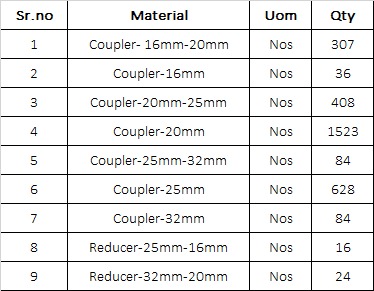 Sr.no Material Uom Qty
1 Coupler- 16mm-20mm Nos 307
2 Coupler-16mm Nos 36
3 Coupler-20mm-25mm Nos 408
4 Coupler-20mm Nos 1523
5 Coupler-25mm-32mm Nos 84
6 Coupler-25mm Nos 628
7 Coupler-32mm Nos 84
8 Reducer-25mm-16mm Nos 16
9 Reducer-32mm-20mm Nos 24